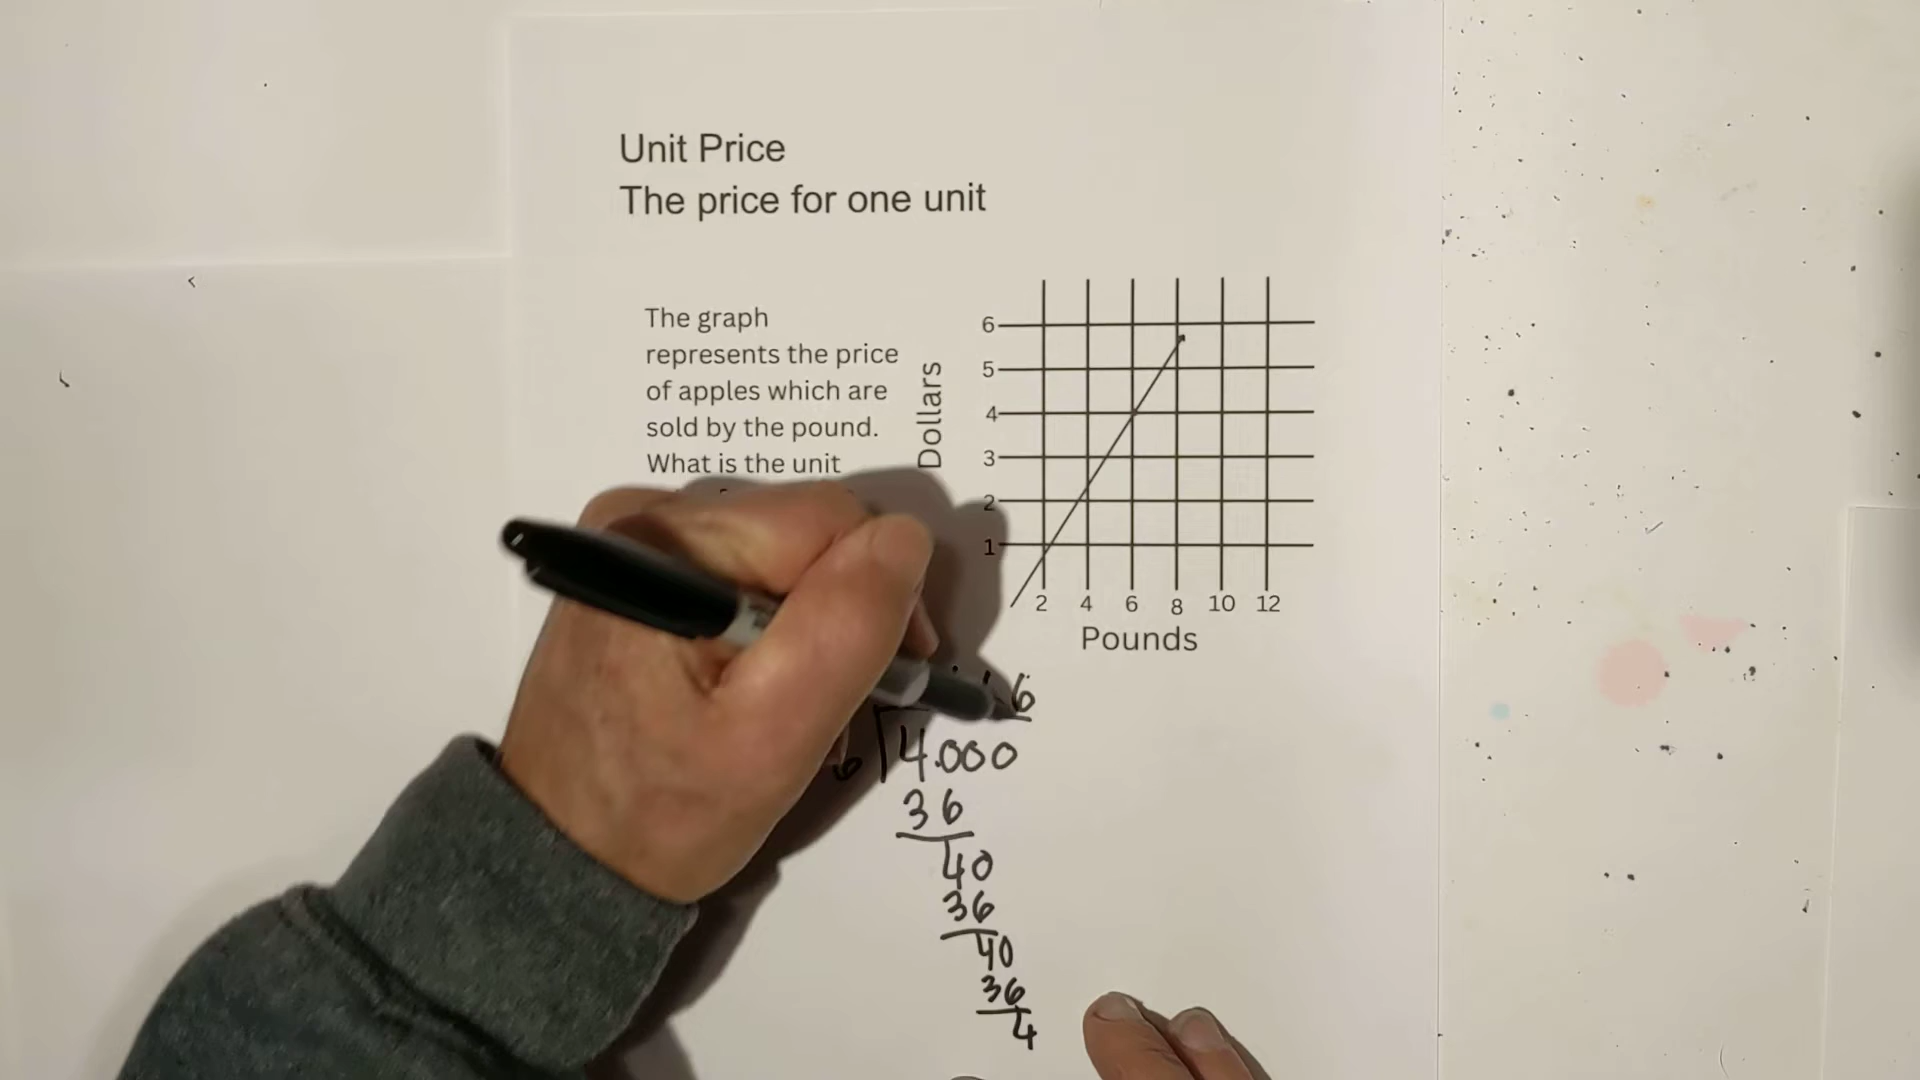 Unit Price
The price for one unit
The graph
represents the price
of apples which are
sold by the pound.
What is the unit
Dollars
6
5
4
3
2
1
2 4 6 8 10 12
Pounds
6
6 4.000
36
40
36
40
36
4